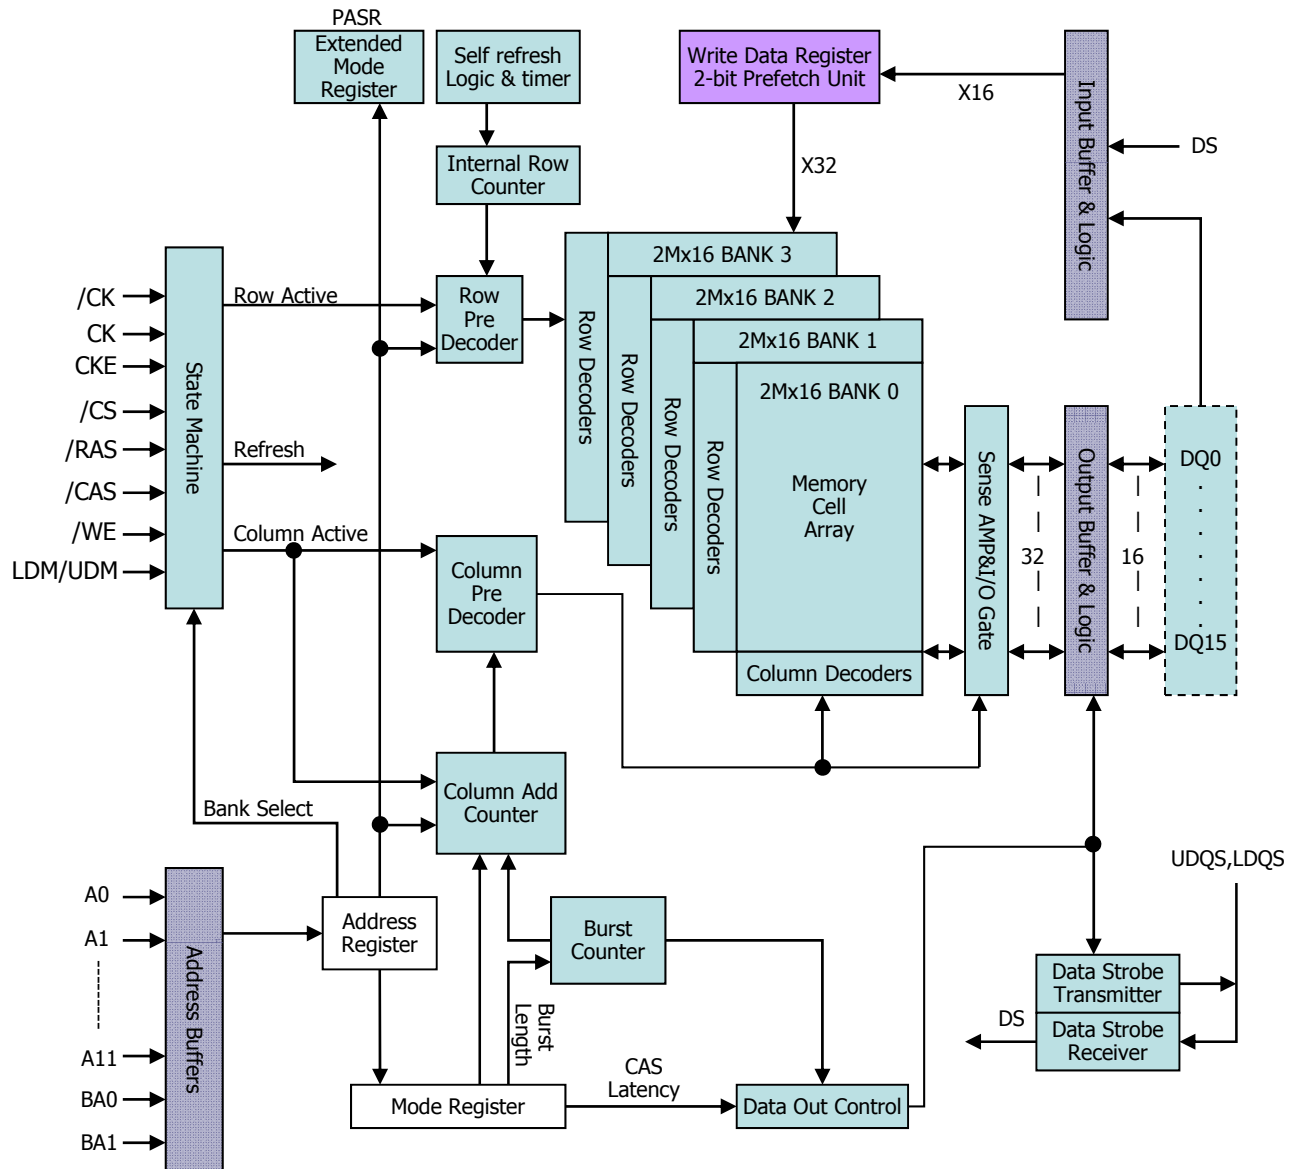 PASR
Extended
Mode
Register
Self refresh
Logic & timer
Write Data Register
2-bit Prefetch Unit
X16
Input Buffer & Logic
DS
Internal Row
Counter
X32
2Mx16 BANK 3
2Mx16 BANK 2
2Mx16 BANK 1
2Mx16 BANK 0
/CK
CK
CKE
/CS
/RAS
/CAS
/WE
LDM/UDM
State Machine
Row Active
Refresh
Column Active
Row
Pre
Decoder
Row Decoders
Row Decoders
Row Decoders
Row Decoders
Memory
Cell
Array
Sense AMP&I/O Gate
32
Output Buffer & Logic
16
DQ0
.
.
.
.
.
.
.
DQ15
Column
Pre
Decoder
Column Decoders
Column Add
Counter
Bank Select
A0
A1
A11
BA0
BA1
Address Buffers
Address
Register
Burst
Counter
Burst
Length
Mode Register
CAS
Latency
Data Out Control
UDQS,LDQS
Data Strobe
Transmitter
DS
Data Strobe
Receiver